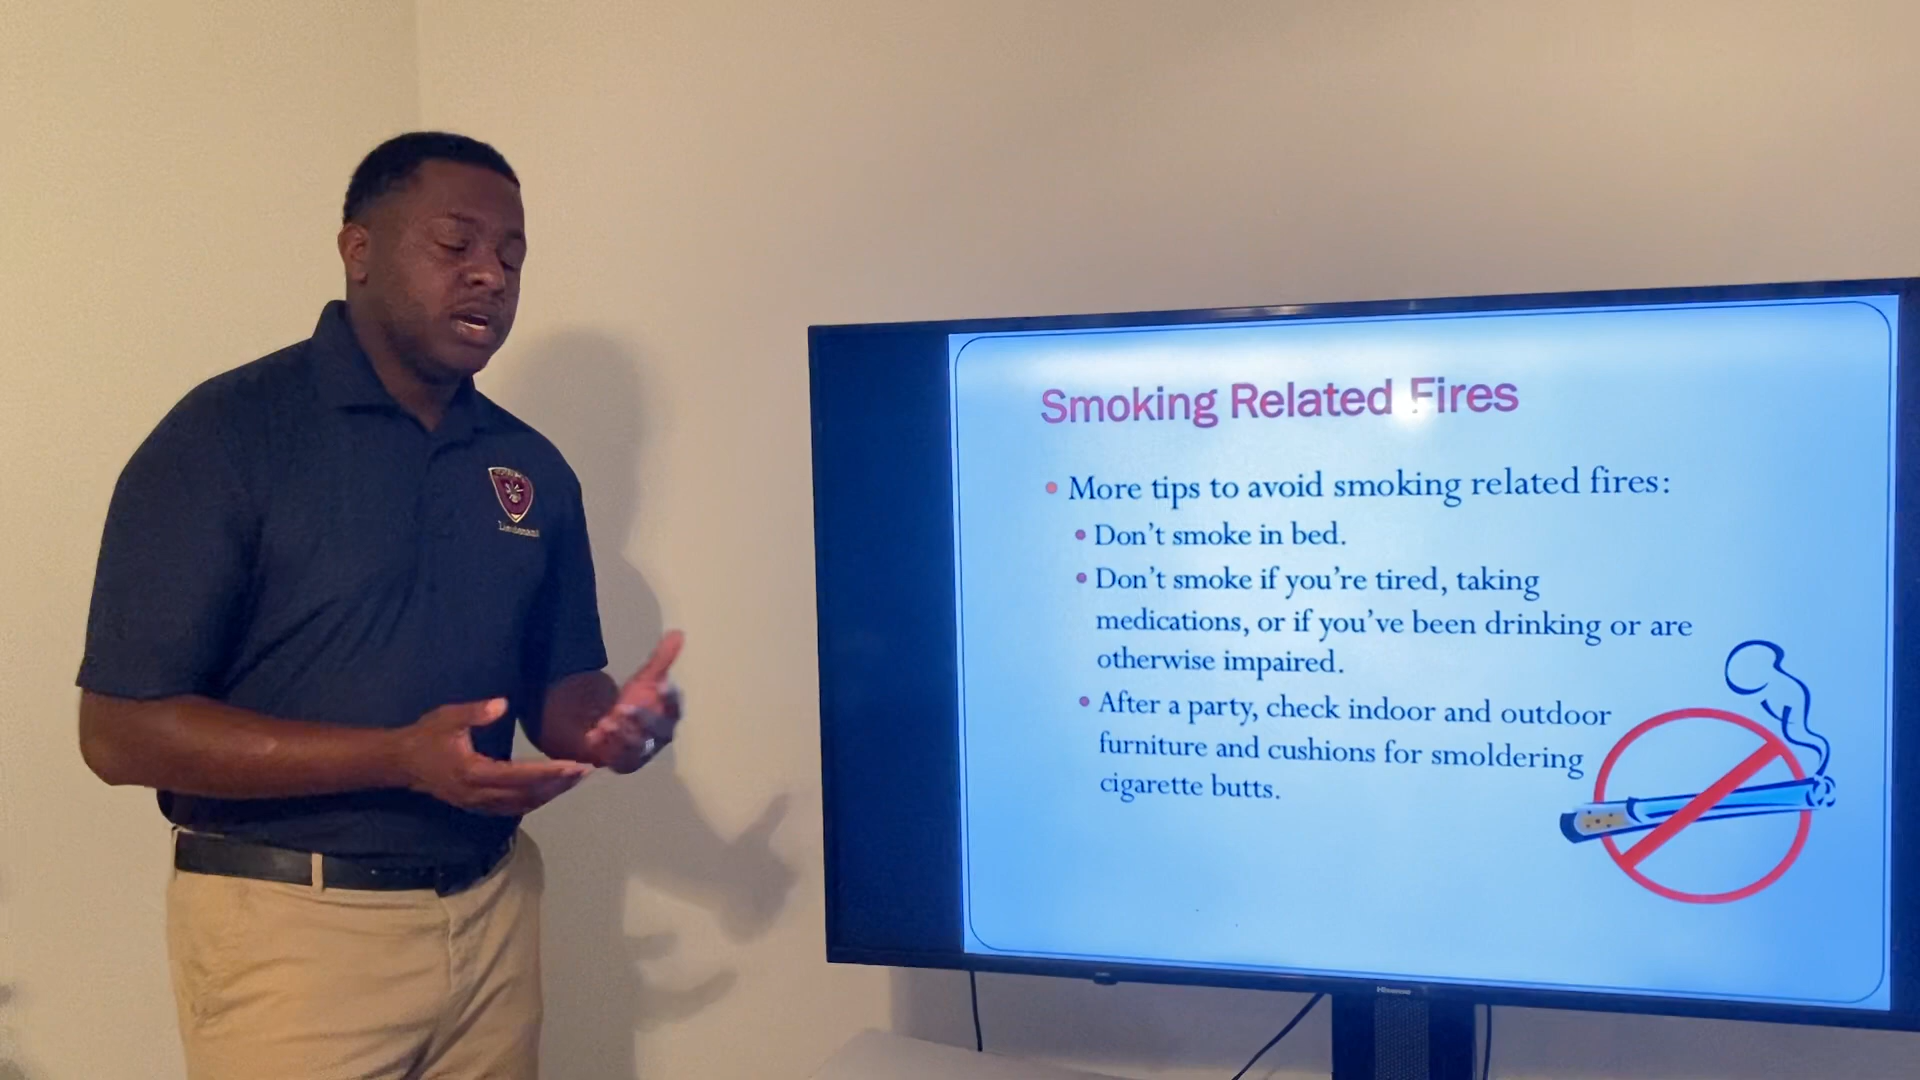 Smoking Related Fires
• More tips to avoid smoking related fires:
• Don't smoke in bed.
• Don't smoke if you're tired, taking
medications, or if you've been drinking or are
otherwise impaired.
• After a party, check indoor and outdoor
furniture and cushions for smoldering
cigarette butts.
Lieutenant
Hisense